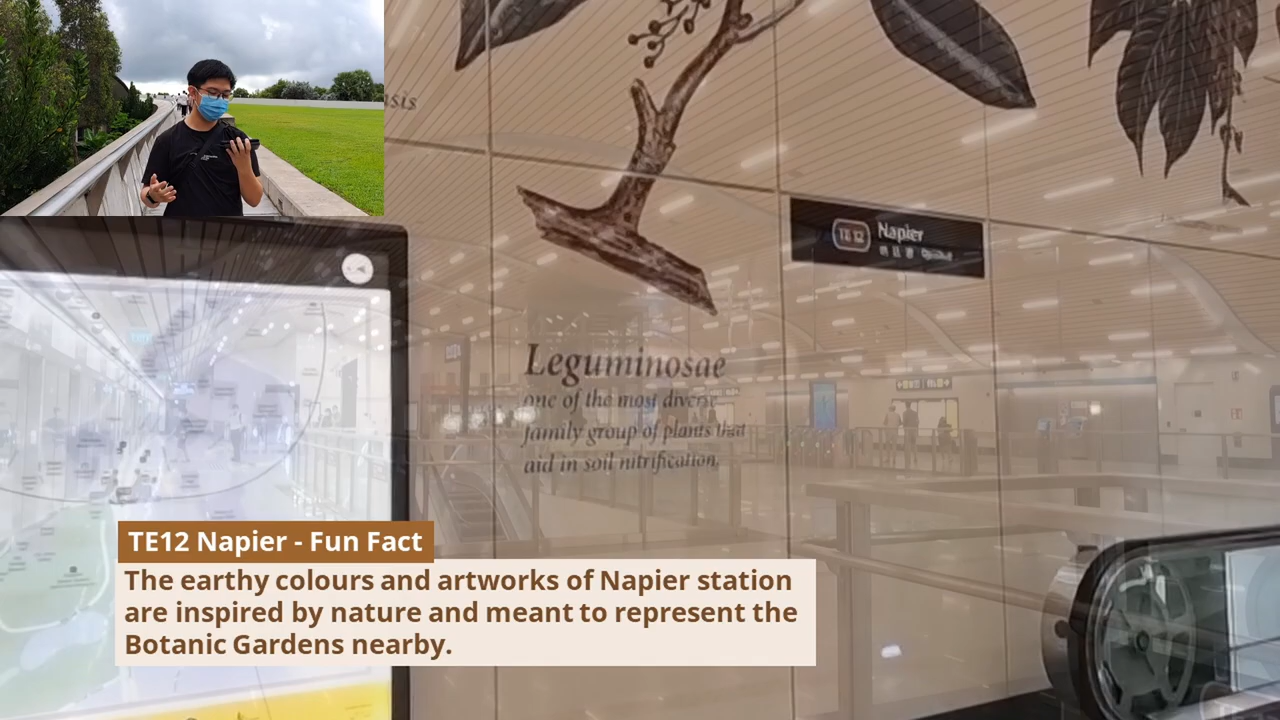 TE12 Napier
Leguminosae
one of the most diverse
family group of plants that
aid in soil nitrification.
TE12 Napier - Fun Fact
The earthy colours and artworks of Napier station
are inspired by nature and meant to represent the
Botanic Gardens nearby.